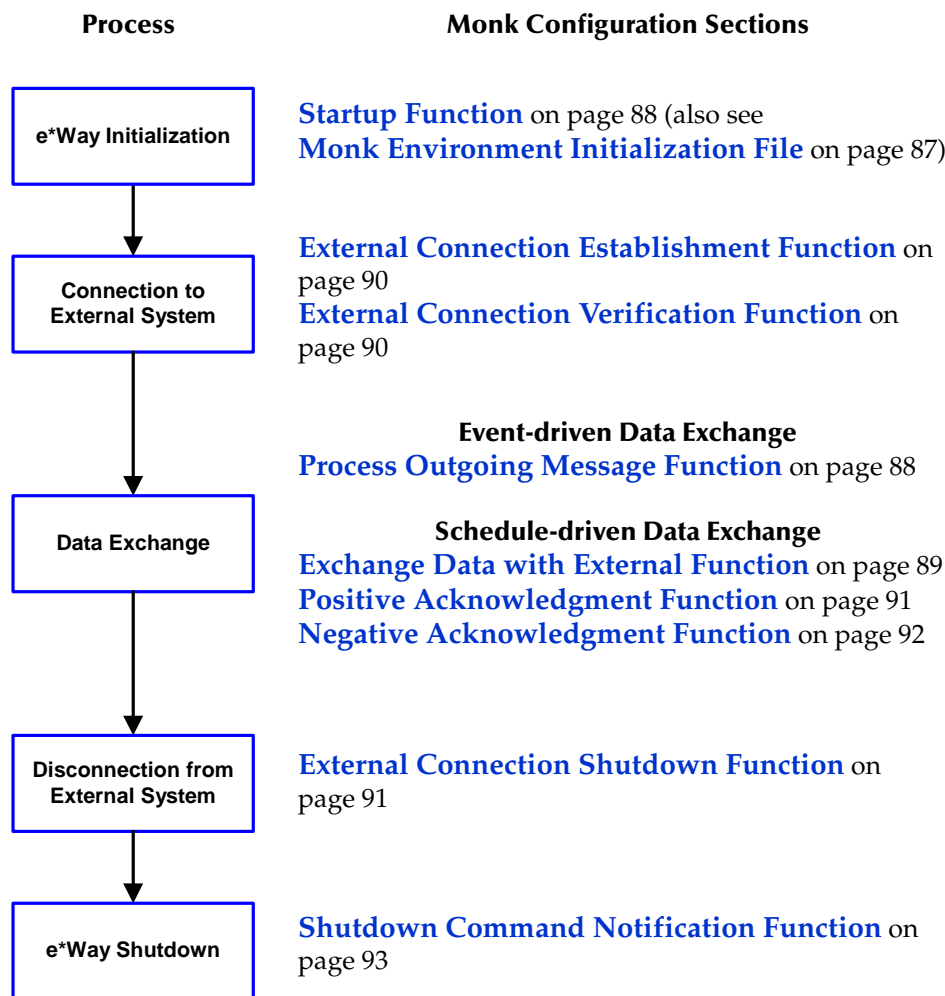 Process
Monk Configuration Sections
e*Way Initialization
Startup Function on page 88 (also see
Monk Environment Initialization File on page 87)
Connection to
External System
External Connection Establishment Function on
page 90
External Connection Verification Function on
page 90
Event-driven Data Exchange
Process Outgoing Message Function on page 88
Data Exchange
Schedule-driven Data Exchange
Exchange Data with External Function on page 89
Positive Acknowledgment Function on page 91
Negative Acknowledgment Function on page 92
Disconnection from
External System
External Connection Shutdown Function on
page 91
e*Way Shutdown
Shutdown Command Notification Function on
page 93